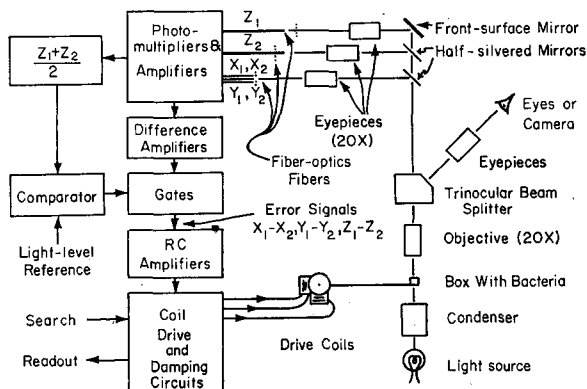 Photo-
multipliers &
Amplifiers
Z1
Z2
X1, X2
Y1, Y2
Front-surface Mirror
Half-silvered Mirrors
Z1+Z2
2
Eyepieces
(20X)
Fiber-optics
Fibers
Eyes or
Camera
Eyepieces
Difference
Amplifiers
Trinocular Beam
Splitter
Comparator
Gates
Error Signals
X1-X2, Y1-Y2, Z1-Z2
Light-level
Reference
RC
Amplifiers
Objective (20X)
Box With Bacteria
Search
Readout
Coil
Drive
and
Damping
Circuits
Drive Coils
Condenser
Light source